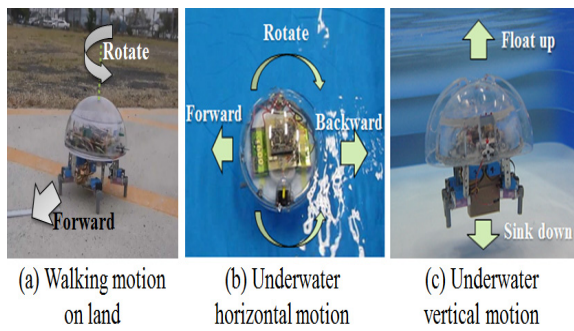 Rotate
Forward
Rotate
Forward
Backward
Float up
Sink down
(a) Walking motion
on land
(b) Underwater
horizontal motion
(c) Underwater
vertical motion